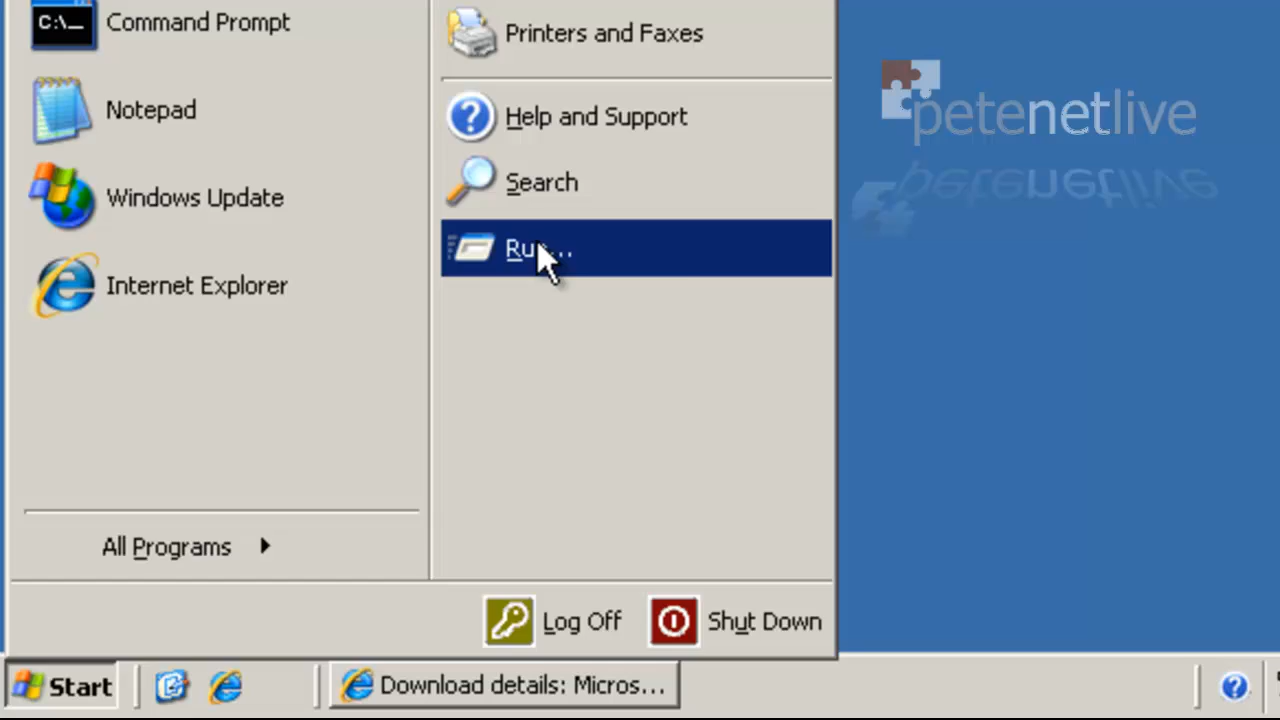 C:\_
Command Prompt
Notepad
Windows Update
Internet Explorer
All Programs
Printers and Faxes
Help and Support
Search
Log Off
Shut Down
Start
Download details: Micros...
petenetlive
petenetlive